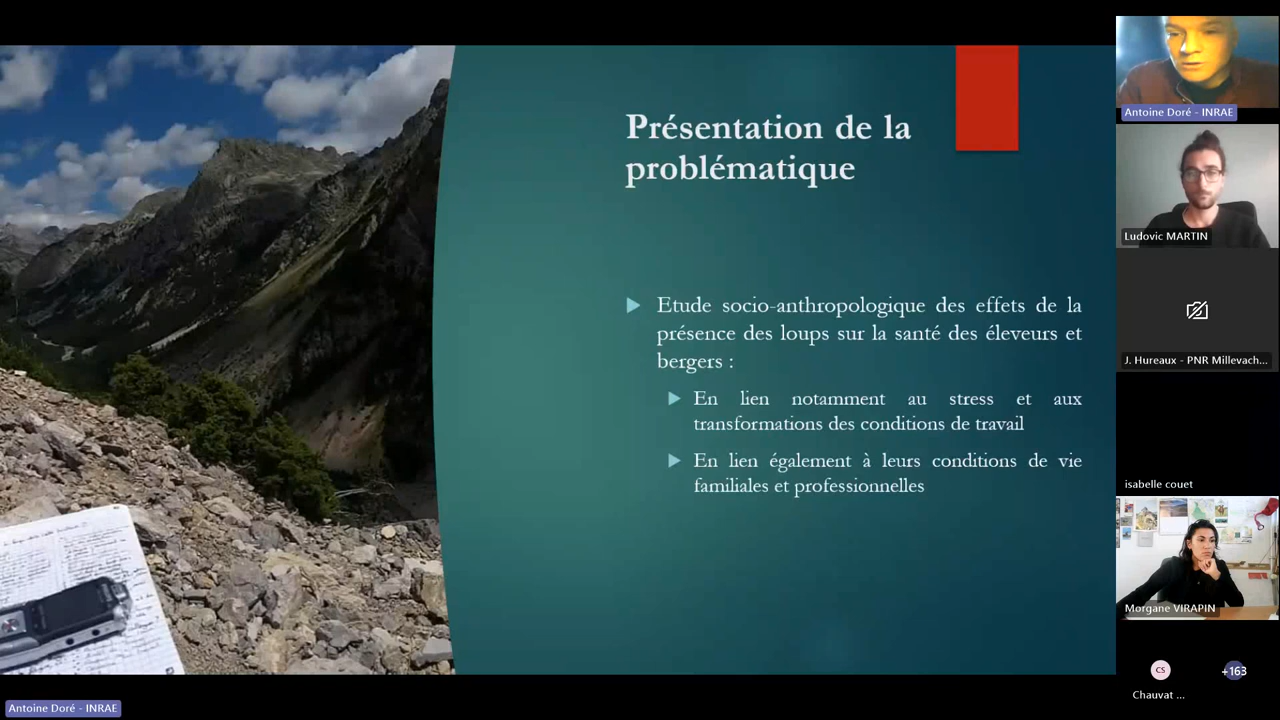 Présentation de la
problématique
Etude socio-anthropologique des effets de la
présence des loups sur la santé des éleveurs et
bergers :
En lien notamment au stress et aux
transformations des conditions de travail
En lien également à leurs conditions de vie
familiales et professionnelles
Antoine Doré - INRAE
Ludovic MARTIN
J. Hureaux - PNR Millevach...
isabelle couet
Morgane VIRAPIN
CS
+163
Chauvat ...
Antoine Doré - INRAE